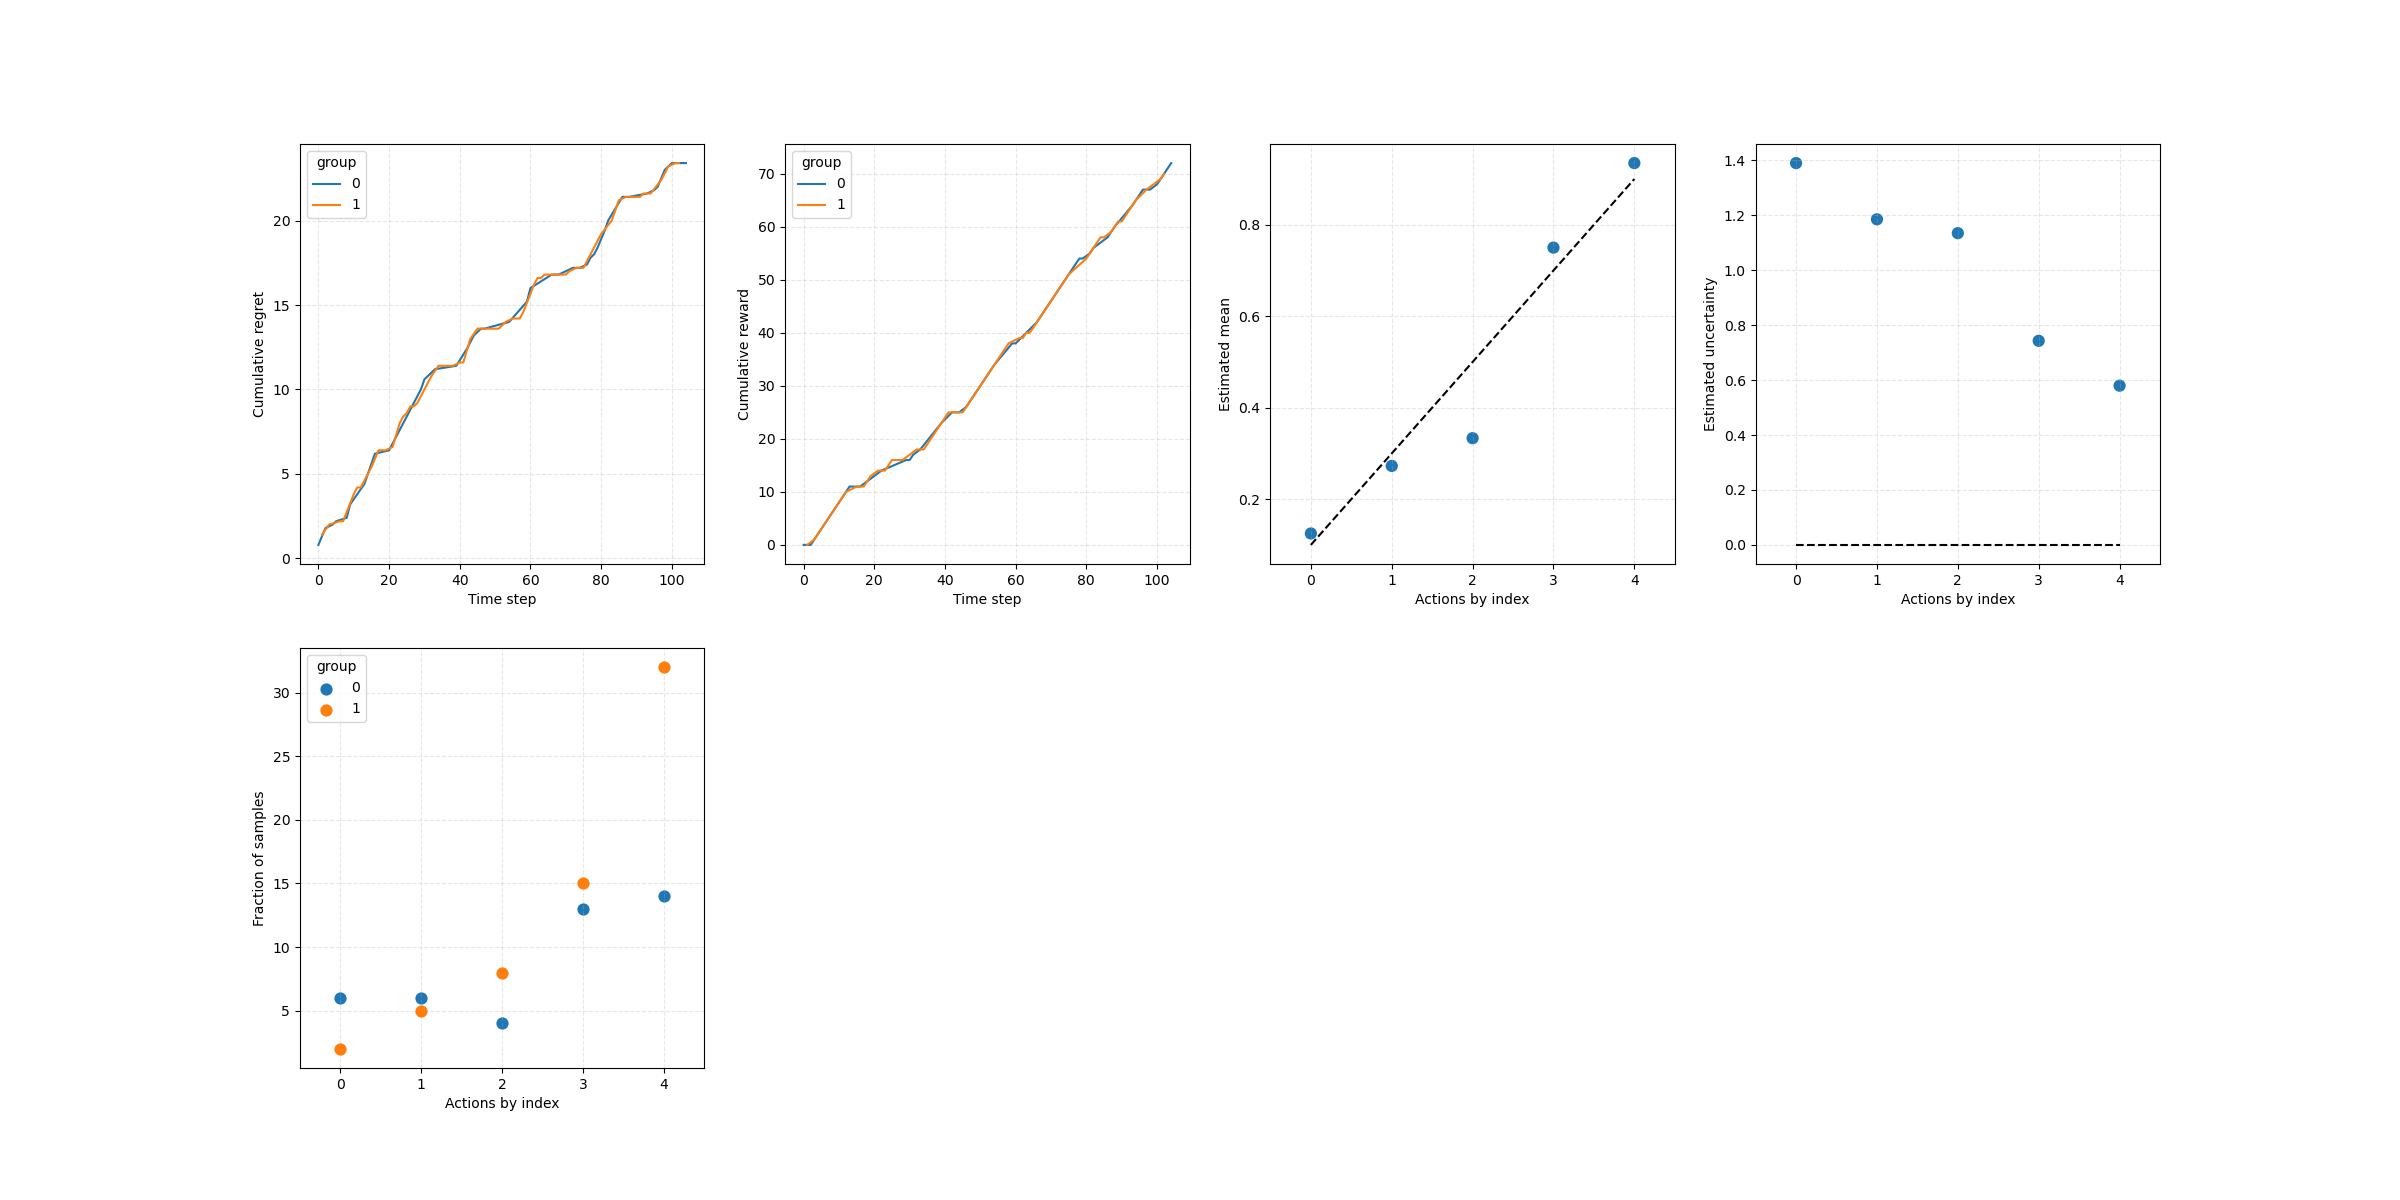 group
0
1
20
15
10
5
0
Cumulative regret
0 20 40 60 80 100
Time step
group
0
1
70
60
50
40
30
20
10
0
Cumulative reward
0 20 40 60 80 100
Time step
0.8
0.6
0.4
0.2
Estimated mean
0 1 2 3 4
Actions by index
1.4
1.2
1.0
0.8
0.6
0.4
0.2
0.0
Estimated uncertainty
0 1 2 3 4
Actions by index
group
0
1
30
25
20
15
10
5
Fraction of samples
0 1 2 3 4
Actions by index